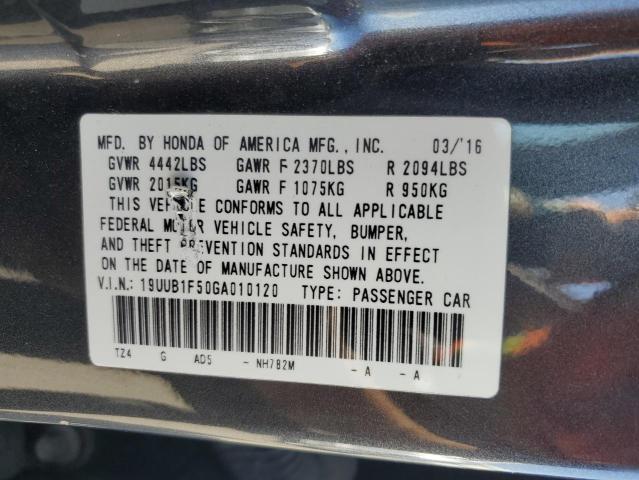 MFD. BY HONDA OF AMERICA MFG., INC. 03/'16
GVWR 4442LBS GAWR F 2370LBS R 2094LBS
GVWR 2015KG GAWR F 1075KG R 950KG
THIS VEHICLE CONFORMS TO ALL APPLICABLE
FEDERAL MOTOR VEHICLE SAFETY, BUMPER,
AND THEFT PREVENTION STANDARDS IN EFFECT
ON THE DATE OF MANUFACTURE SHOWN ABOVE.
V.I.N.: 19UUB1F50GA010120 TYPE: PASSENGER CAR
TZ4 G AD5 - NH782M - A - A